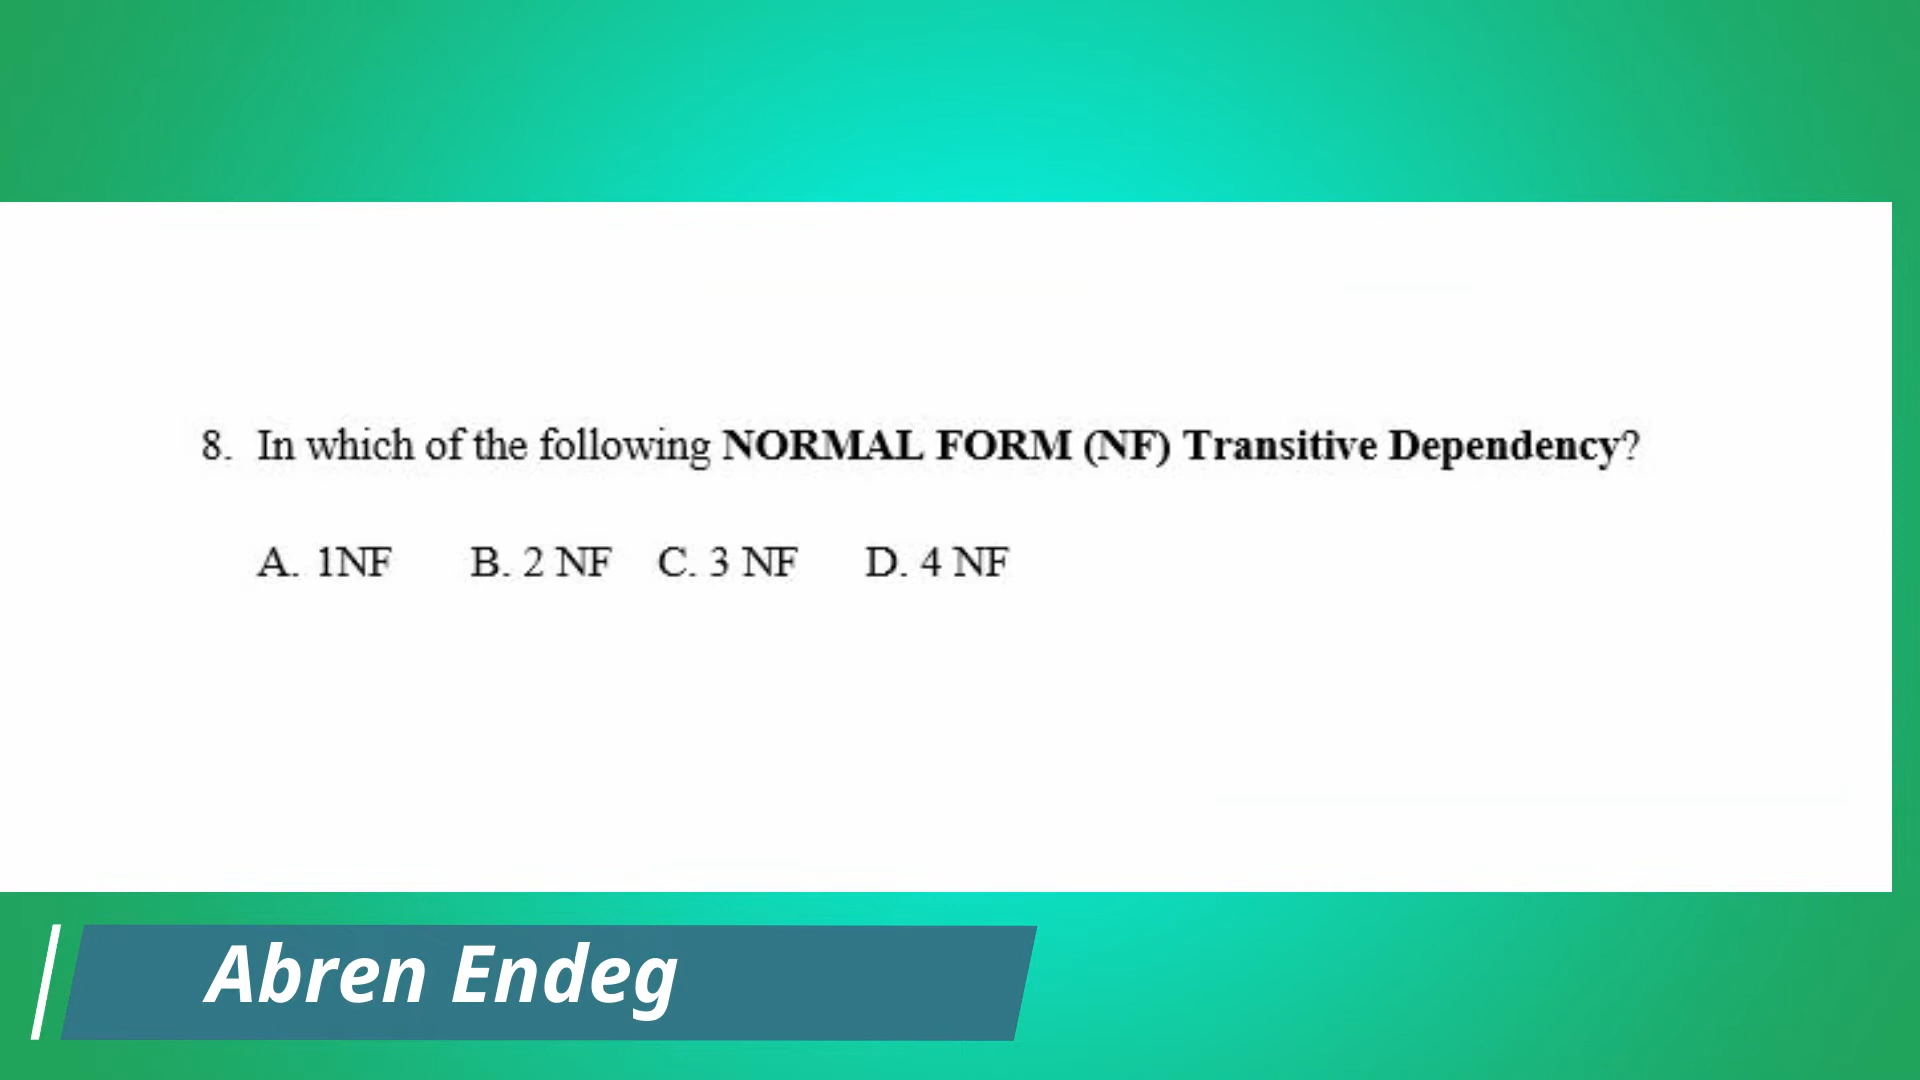 8. In which of the following NORMAL FORM (NF) Transitive Dependency?
A. 1NF B. 2 NF C. 3 NF D. 4 NF
Abren Endeg